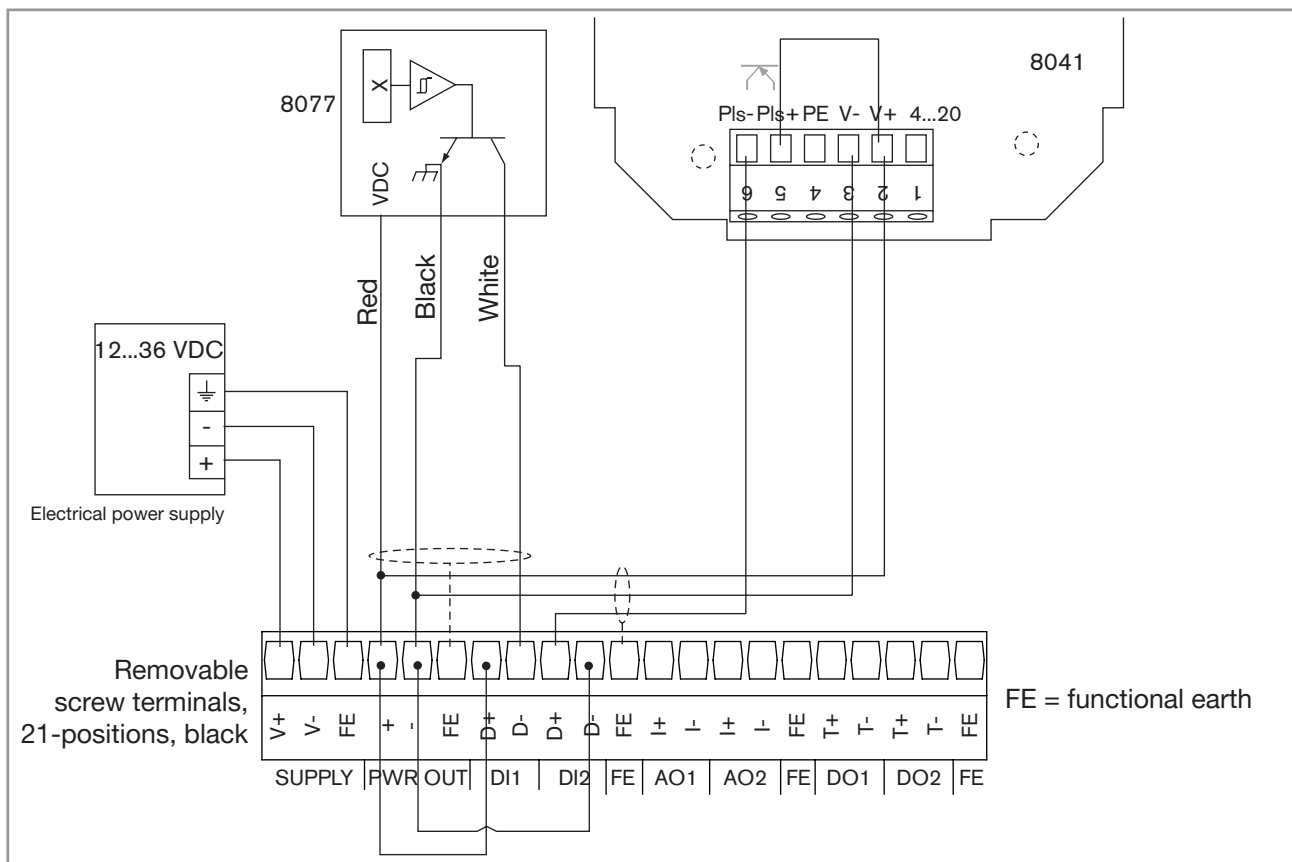 8077
X
VDC
Red
Black
White
8041
Pls- Pls+ PE V- V+ 4...20
6 5 4 3 2 1
12...36 VDC
-
+
Electrical power supply
Removable
screw terminals,
21-positions, black
V+ V- FE + - FE D+ D- D+ D- FE I+ I- I+ I- FE T+ T- T+ T- FE
SUPPLY PWR OUT DI1 DI2 FE AO1 AO2 FE DO1 DO2 FE
FE = functional earth